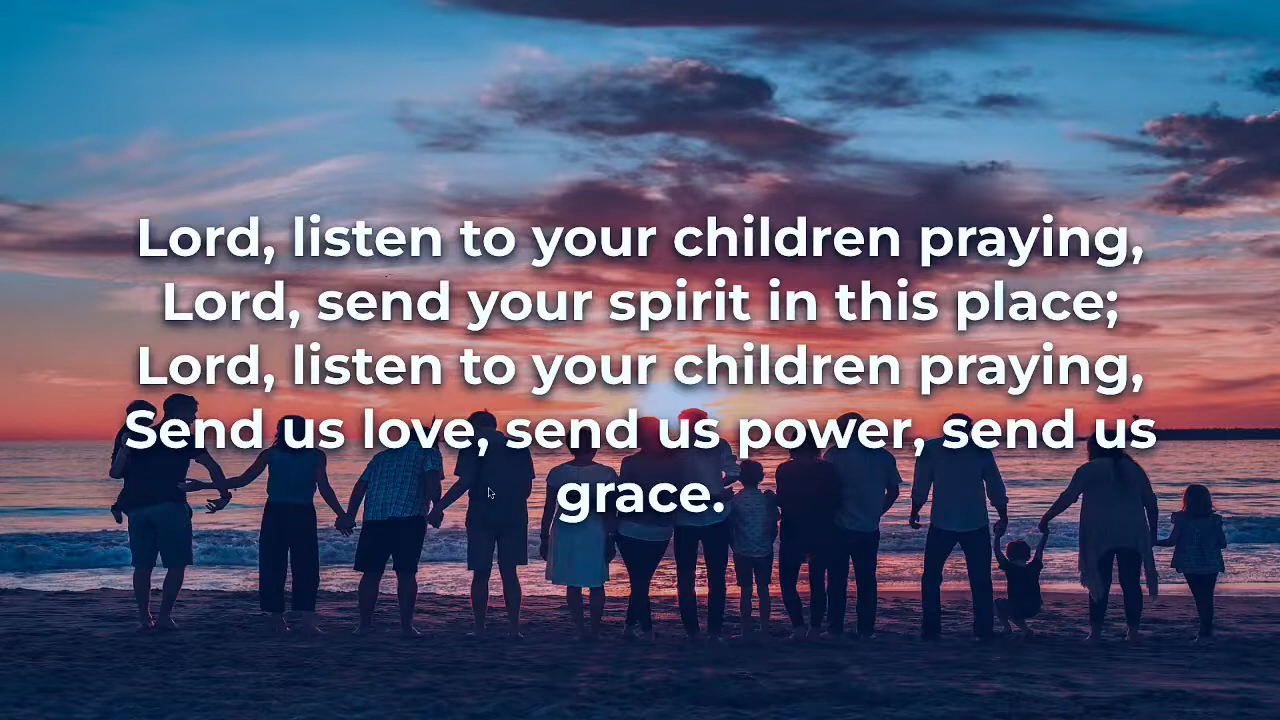 Lord, listen to your children praying,
Lord, send your spirit in this place;
Lord, listen to your children praying,
Send us love, send us power, send us
grace.